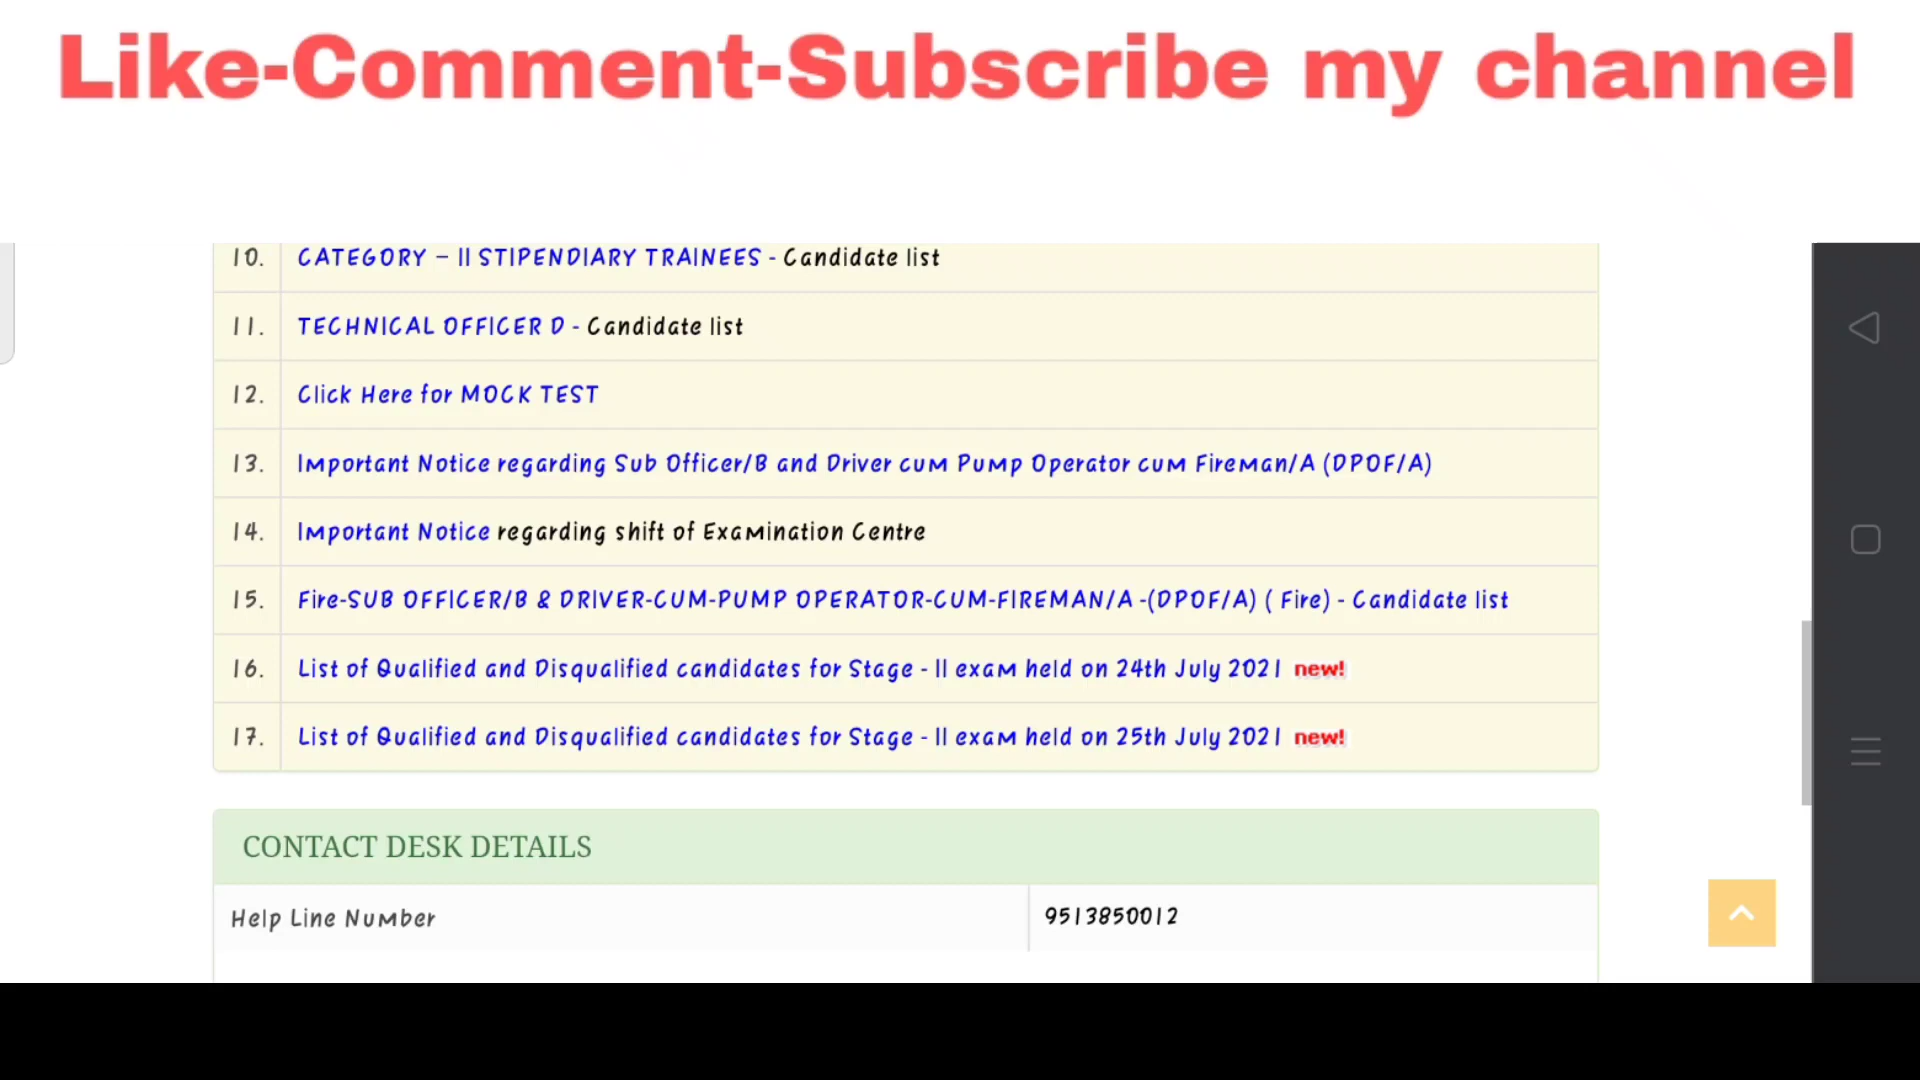 Like-Comment-Subscribe my channel
10. CATEGORY – II STIPENDIARY TRAINEES - Candidate list
11. TECHNICAL OFFICER D - Candidate list
12. Click Here for MOCK TEST
13. Important Notice regarding Sub Officer/B and Driver cum Pump Operator cum Fireman/A (DPOF/A)
14. Important Notice regarding shift of Examination Centre
15. Fire-SUB OFFICER/B & DRIVER-CUM-PUMP OPERATOR-CUM-FIREMAN/A -(DPOF/A) ( Fire) - Candidate list
16. List of Qualified and Disqualified candidates for Stage - II exam held on 24th July 2021 new!
17. List of Qualified and Disqualified candidates for Stage - II exam held on 25th July 2021 new!
CONTACT DESK DETAILS
Help Line Number 9513850012